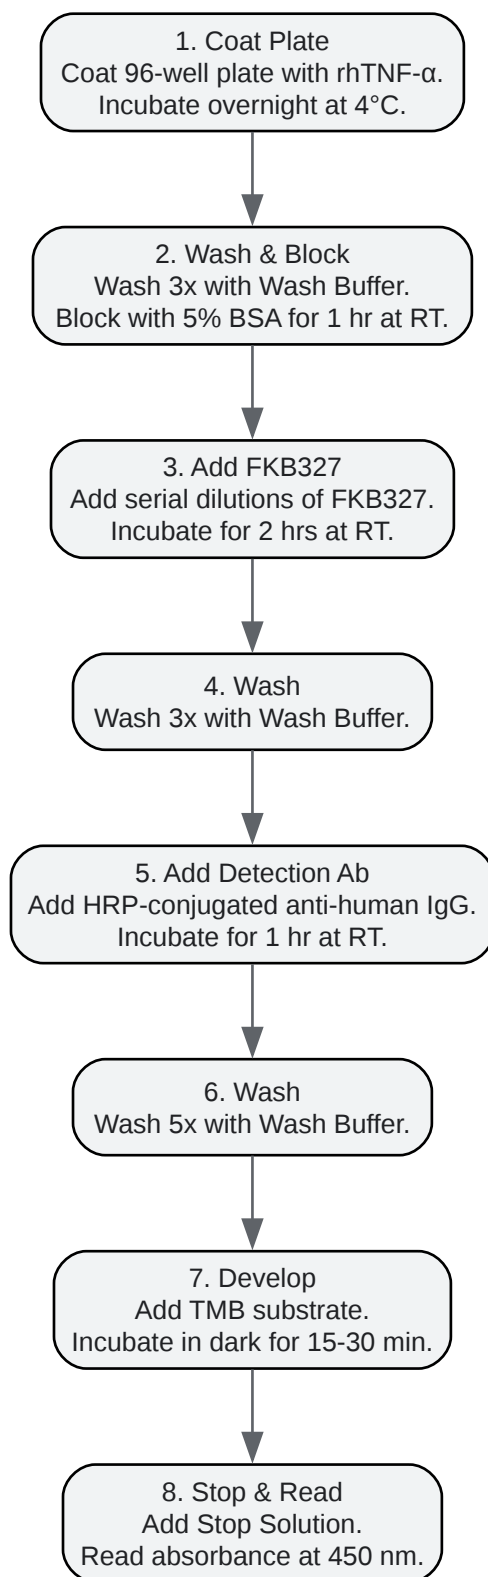 1. Coat Plate
Coat 96-well plate with rhTNF-α.
Incubate overnight at 4°C.
2. Wash & Block
Wash 3x with Wash Buffer.
Block with 5% BSA for 1 hr at RT.
3. Add FKB327
Add serial dilutions of FKB327.
Incubate for 2 hrs at RT.
4. Wash
Wash 3x with Wash Buffer.
5. Add Detection Ab
Add HRP-conjugated anti-human IgG.
Incubate for 1 hr at RT.
6. Wash
Wash 5x with Wash Buffer.
7. Develop
Add TMB substrate.
Incubate in dark for 15-30 min.
8. Stop & Read
Add Stop Solution.
Read absorbance at 450 nm.